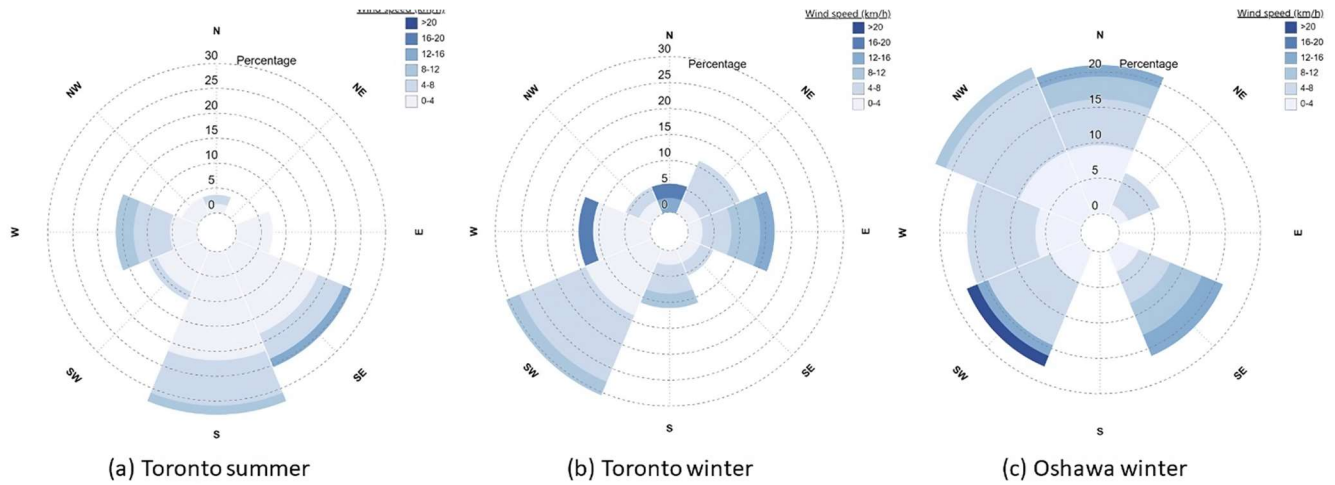 Wind speed (km/h)
>20
16-20
12-16
8-12
4-8
0-4
N
NE
E
SE
S
SW
W
NW
Percentage
30
25
20
15
10
5
0
(a) Toronto summer
Wind speed (km/h)
>20
16-20
12-16
8-12
4-8
0-4
N
NE
E
SE
S
SW
W
NW
Percentage
30
25
20
15
10
5
0
(b) Toronto winter
Wind speed (km/h)
>20
16-20
12-16
8-12
4-8
0-4
N
NE
E
SE
S
SW
W
NW
Percentage
20
15
10
5
0
(c) Oshawa winter